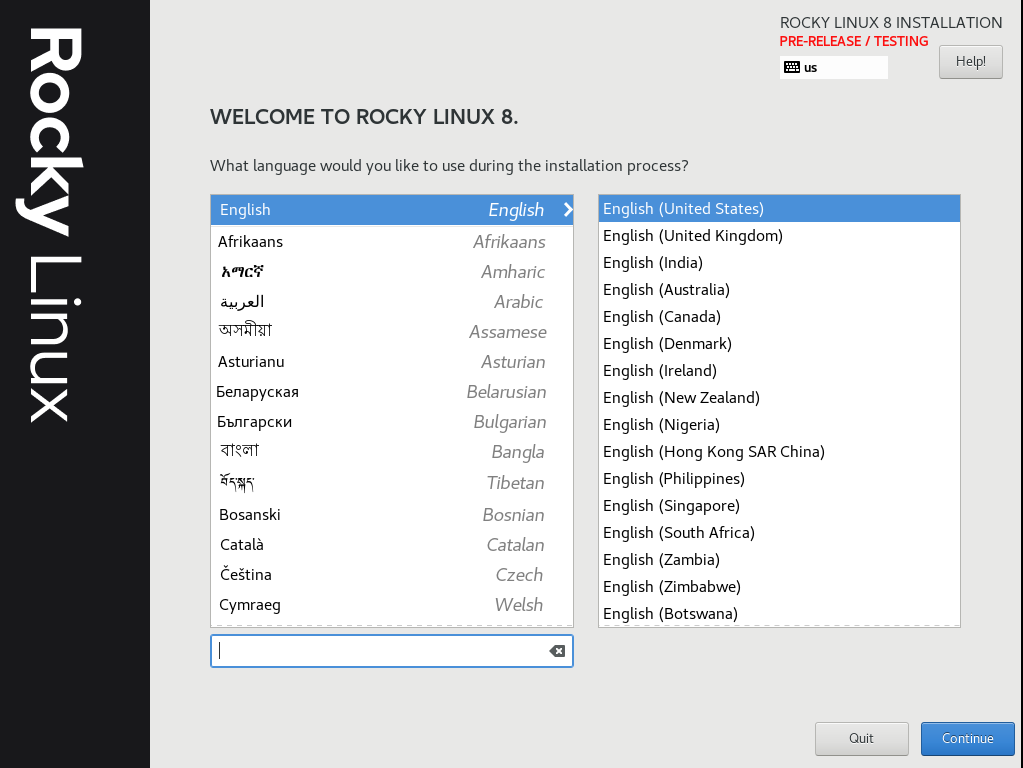 Rocky Linux
ROCKY LINUX 8 INSTALLATION
PRE-RELEASE / TESTING
us
Help!
WELCOME TO ROCKY LINUX 8.
What language would you like to use during the installation process?
English English
Afrikaans Afrikaans
አማርኛ Amharic
العربية Arabic
অসমীয়া Assamese
Asturianu Asturian
Беларуская Belarusian
Български Bulgarian
বাংলা Bangla
བོད་སྐད་ Tibetan
Bosanski Bosnian
Català Catalan
Čeština Czech
Cymraeg Welsh
English (United States)
English (United Kingdom)
English (India)
English (Australia)
English (Canada)
English (Denmark)
English (Ireland)
English (New Zealand)
English (Nigeria)
English (Hong Kong SAR China)
English (Philippines)
English (Singapore)
English (South Africa)
English (Zambia)
English (Zimbabwe)
English (Botswana)
Quit
Continue